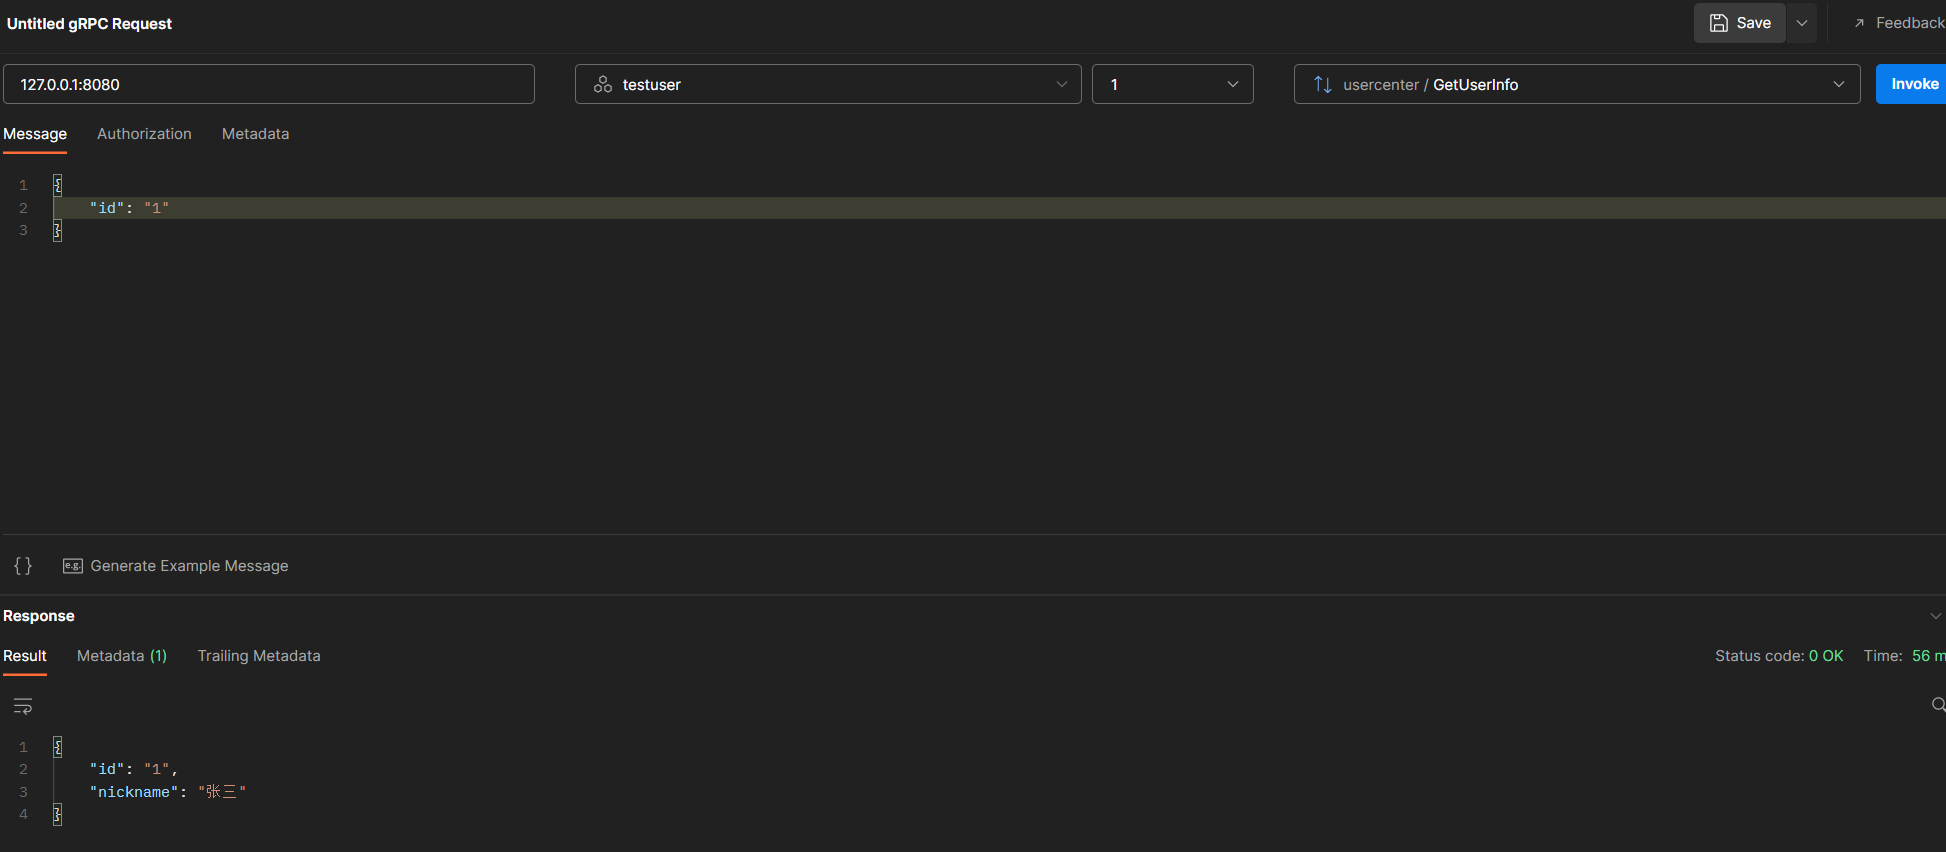 Untitled gRPC Request
Save
Feedback
127.0.0.1:8080
testuser
1
usercenter / GetUserInfo
Invoke
Message Authorization Metadata
1 {
2 "id": "1"
3 }
{} e.g. Generate Example Message
Response
Result Metadata (1) Trailing Metadata
Status code: 0 OK Time: 56 m
1 {
2 "id": "1",
3 "nickname": "张三"
4 }